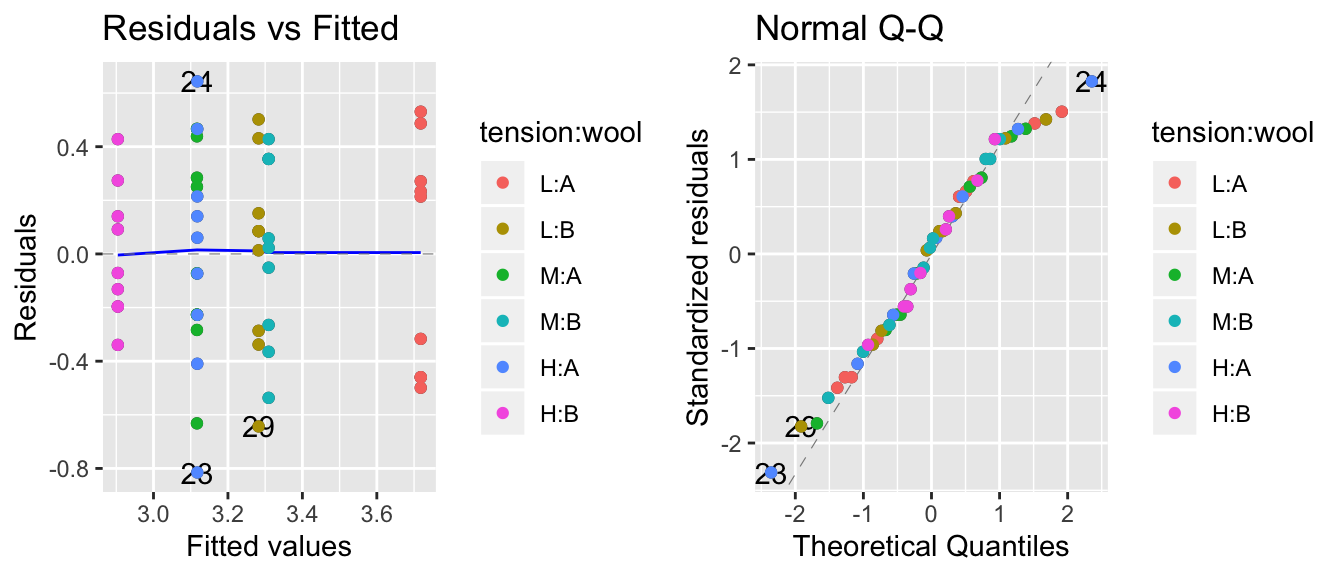 Residuals vs Fitted
Residuals
0.4
0.0
-0.4
-0.8
24
29
23
3.0 3.2 3.4 3.6
Fitted values
tension:wool
L:A
L:B
M:A
M:B
H:A
H:B
Normal Q-Q
Standardized residuals
2
1
0
-1
-2
24
29
23
-2 -1 0 1 2
Theoretical Quantiles
tension:wool
L:A
L:B
M:A
M:B
H:A
H:B